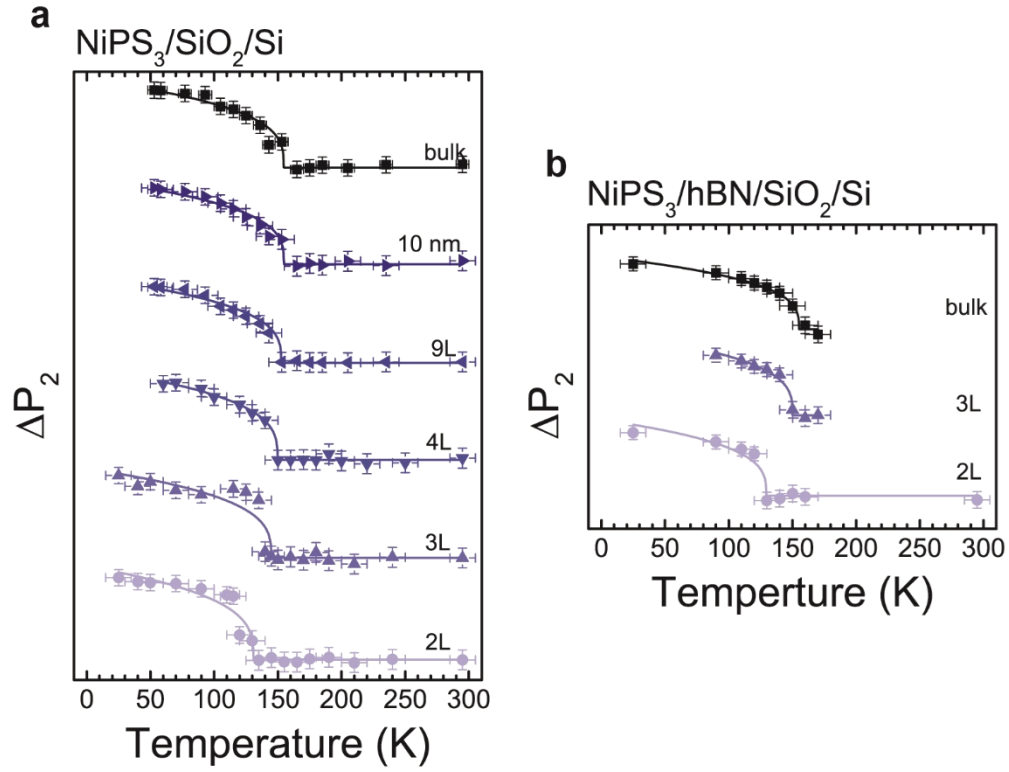 a
NiPS3/SiO2/Si
bulk
10 nm
9L
4L
3L
2L
ΔP2
0 50 100 150 200 250 300
Temperature (K)
b
NiPS3/hBN/SiO2/Si
bulk
3L
2L
ΔP2
0 50 100 150 200 250 300
Temperture (K)